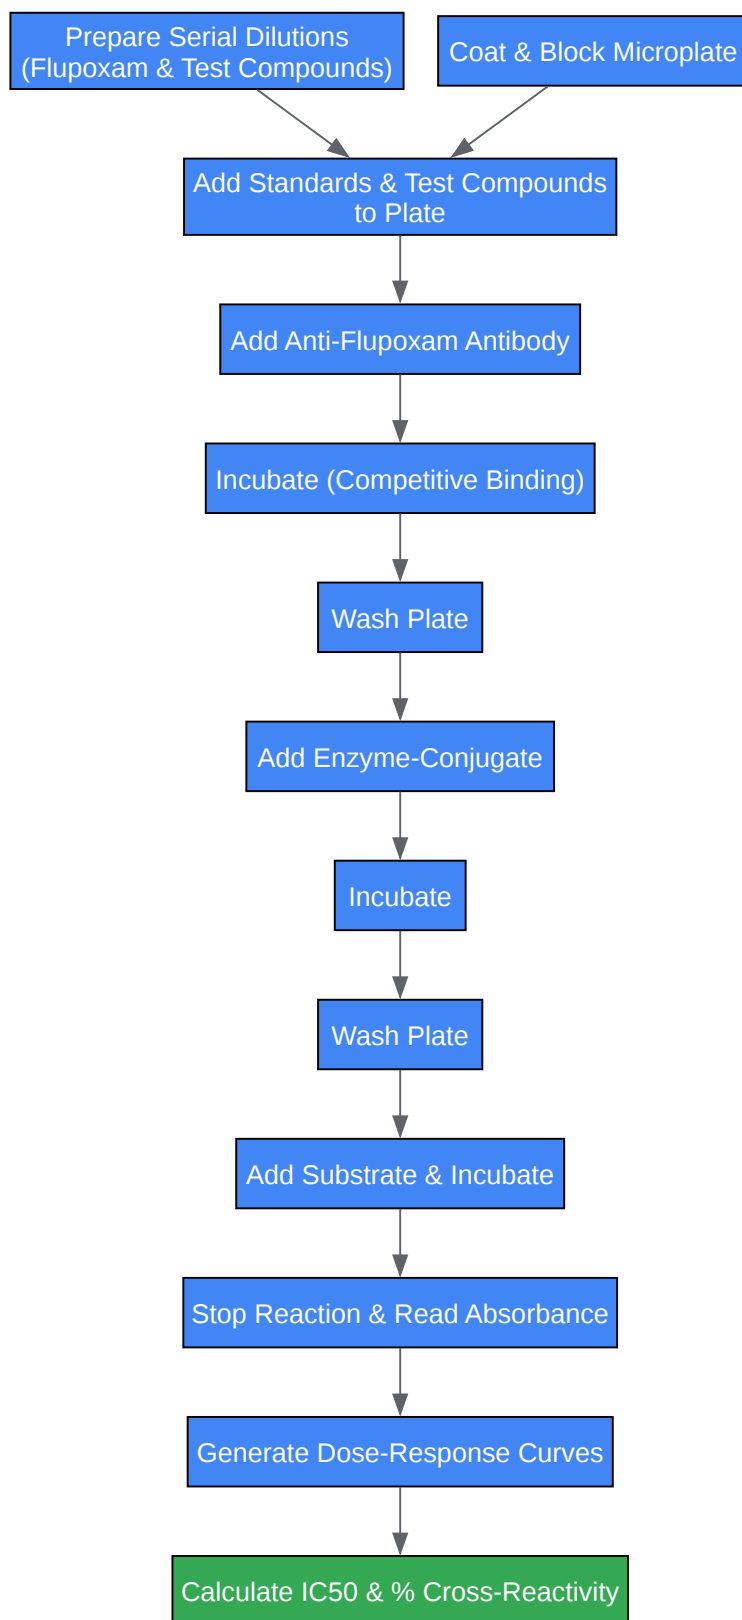 Prepare Serial Dilutions
(Flupoxam & Test Compounds)
Coat & Block Microplate
Add Standards & Test Compounds
to Plate
Add Anti-Flupoxam Antibody
Incubate (Competitive Binding)
Wash Plate
Add Enzyme-Conjugate
Incubate
Wash Plate
Add Substrate & Incubate
Stop Reaction & Read Absorbance
Generate Dose-Response Curves
Calculate IC50 & % Cross-Reactivity